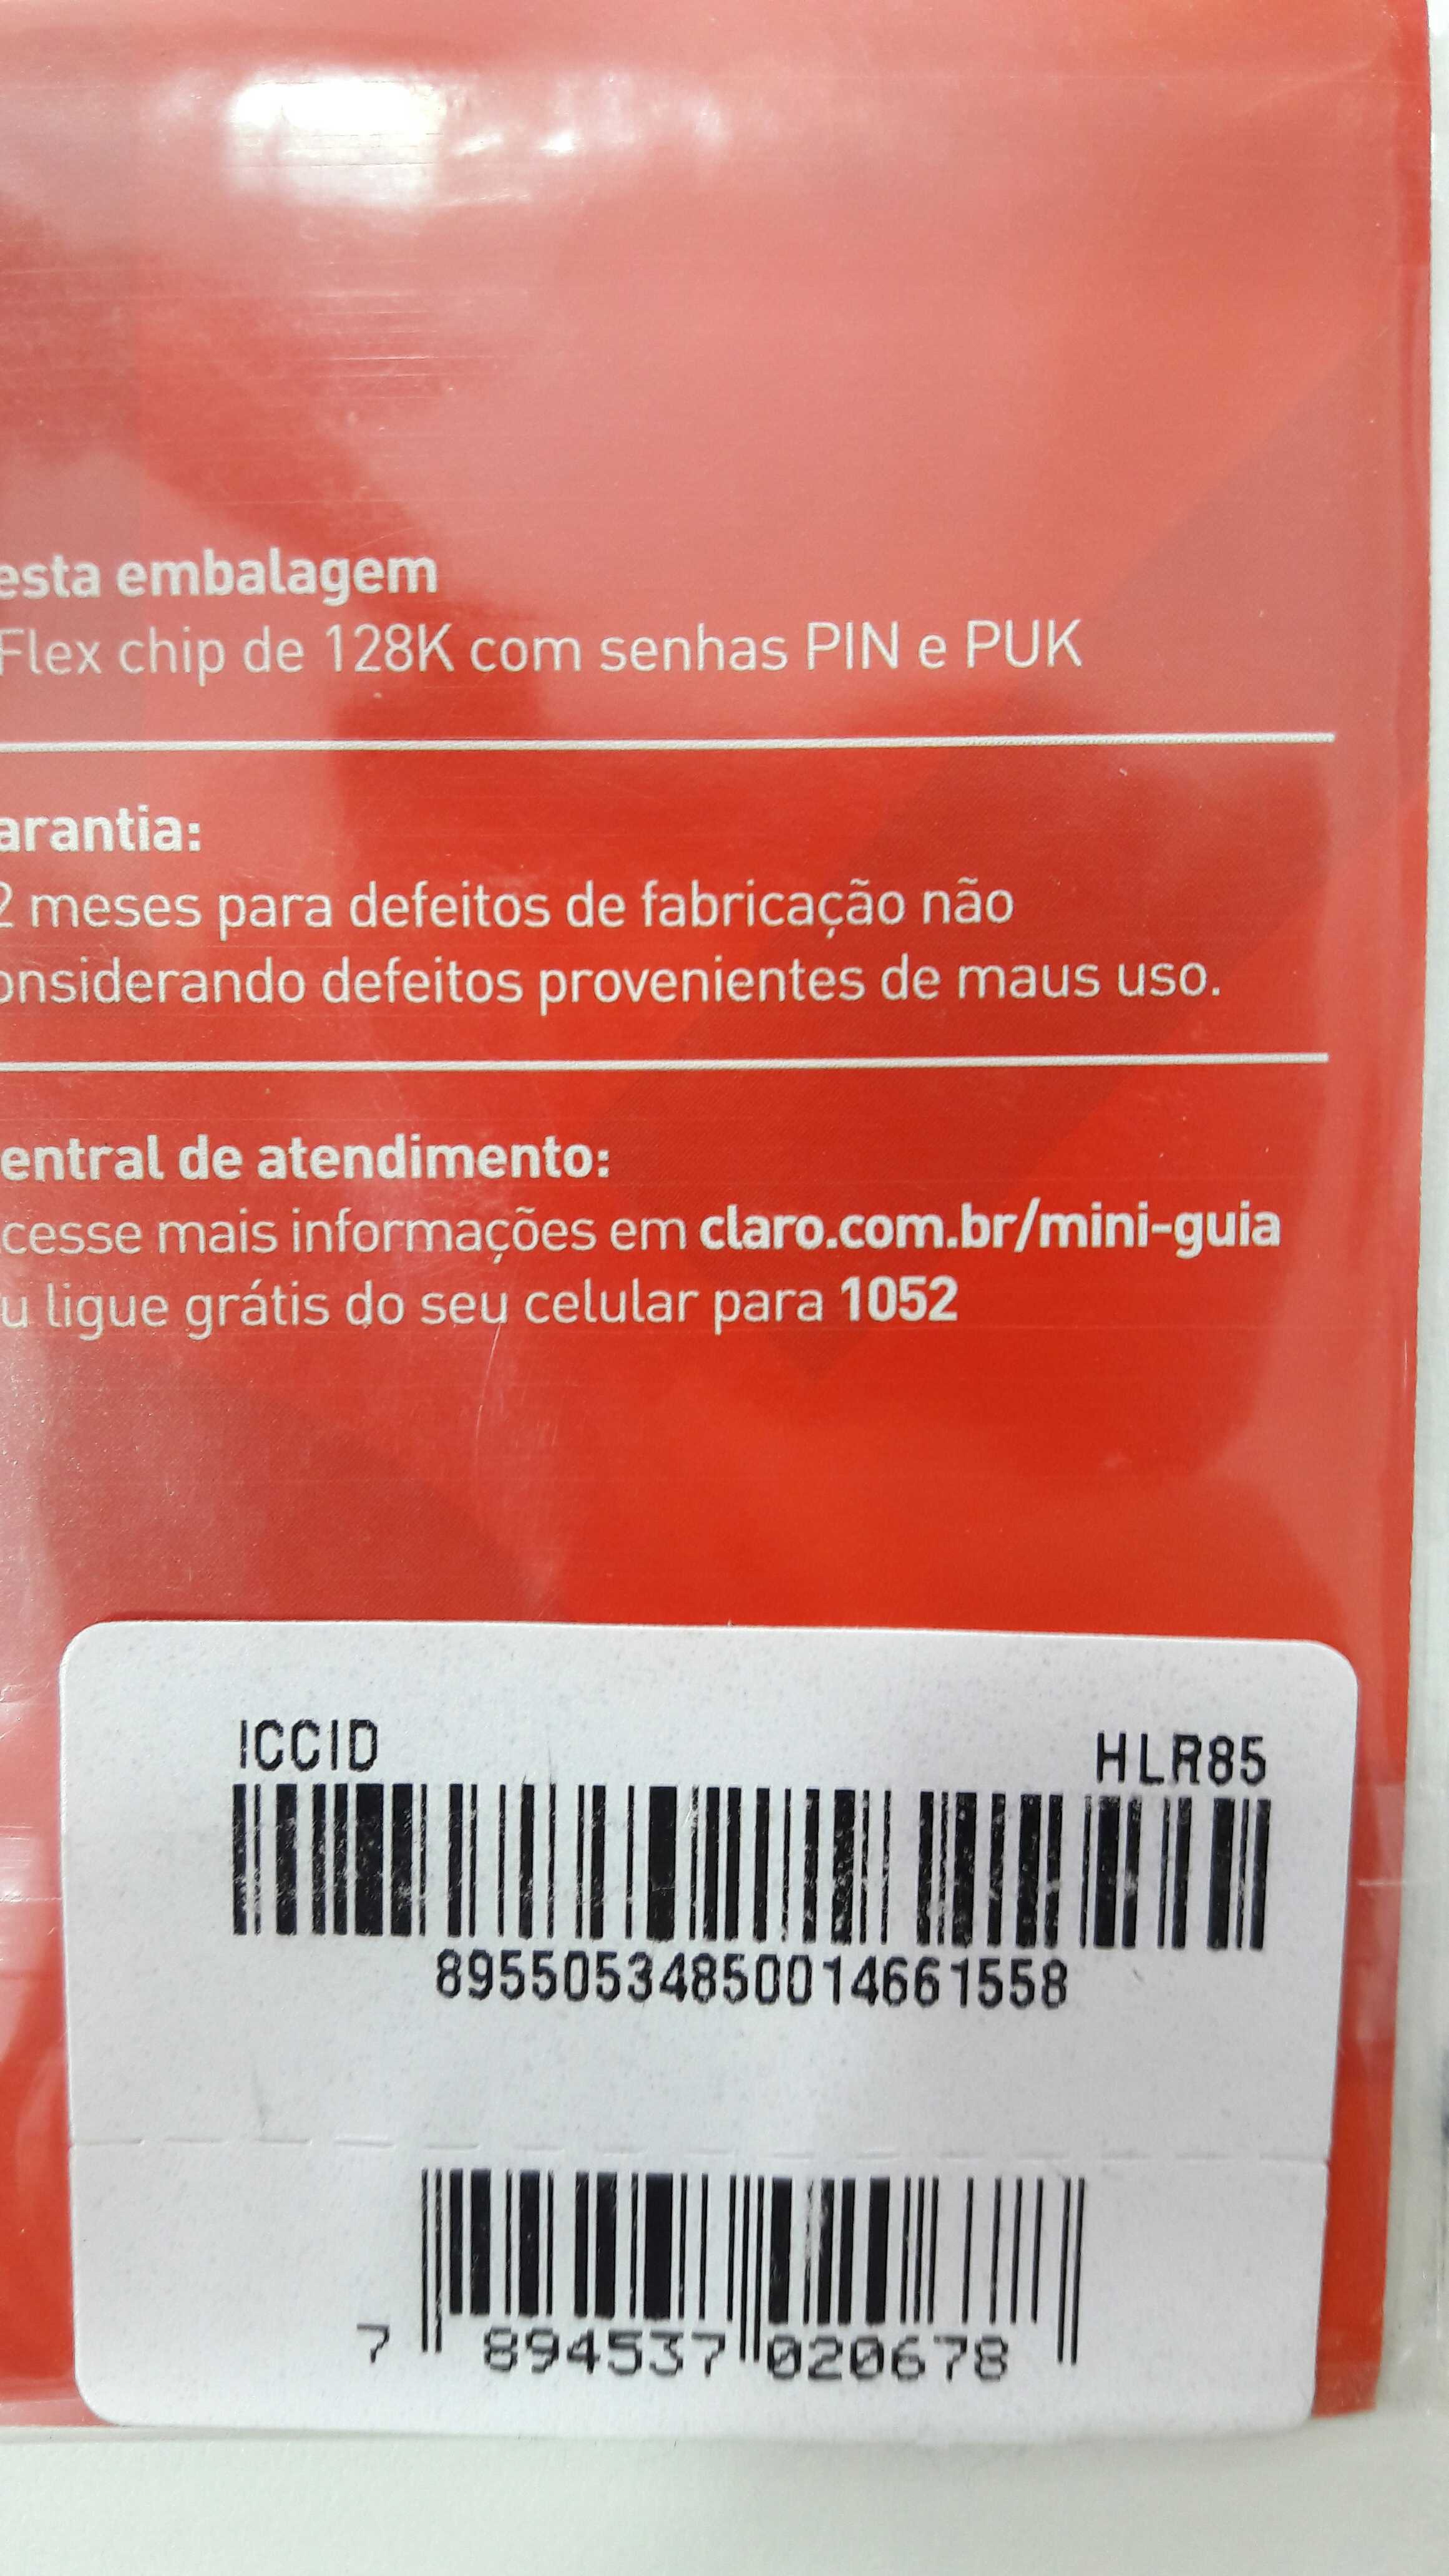 esta embalagem
Flex chip de 128K com senhas PIN e PUK
arantia:
2 meses para defeitos de fabricação não
onsiderando defeitos provenientes de maus uso.
entral de atendimento:
cesse mais informações em claro.com.br/mini-guia
u ligue grátis do seu celular para 1052
ICCID HLR85
89550534850014661558
7 894537 020678